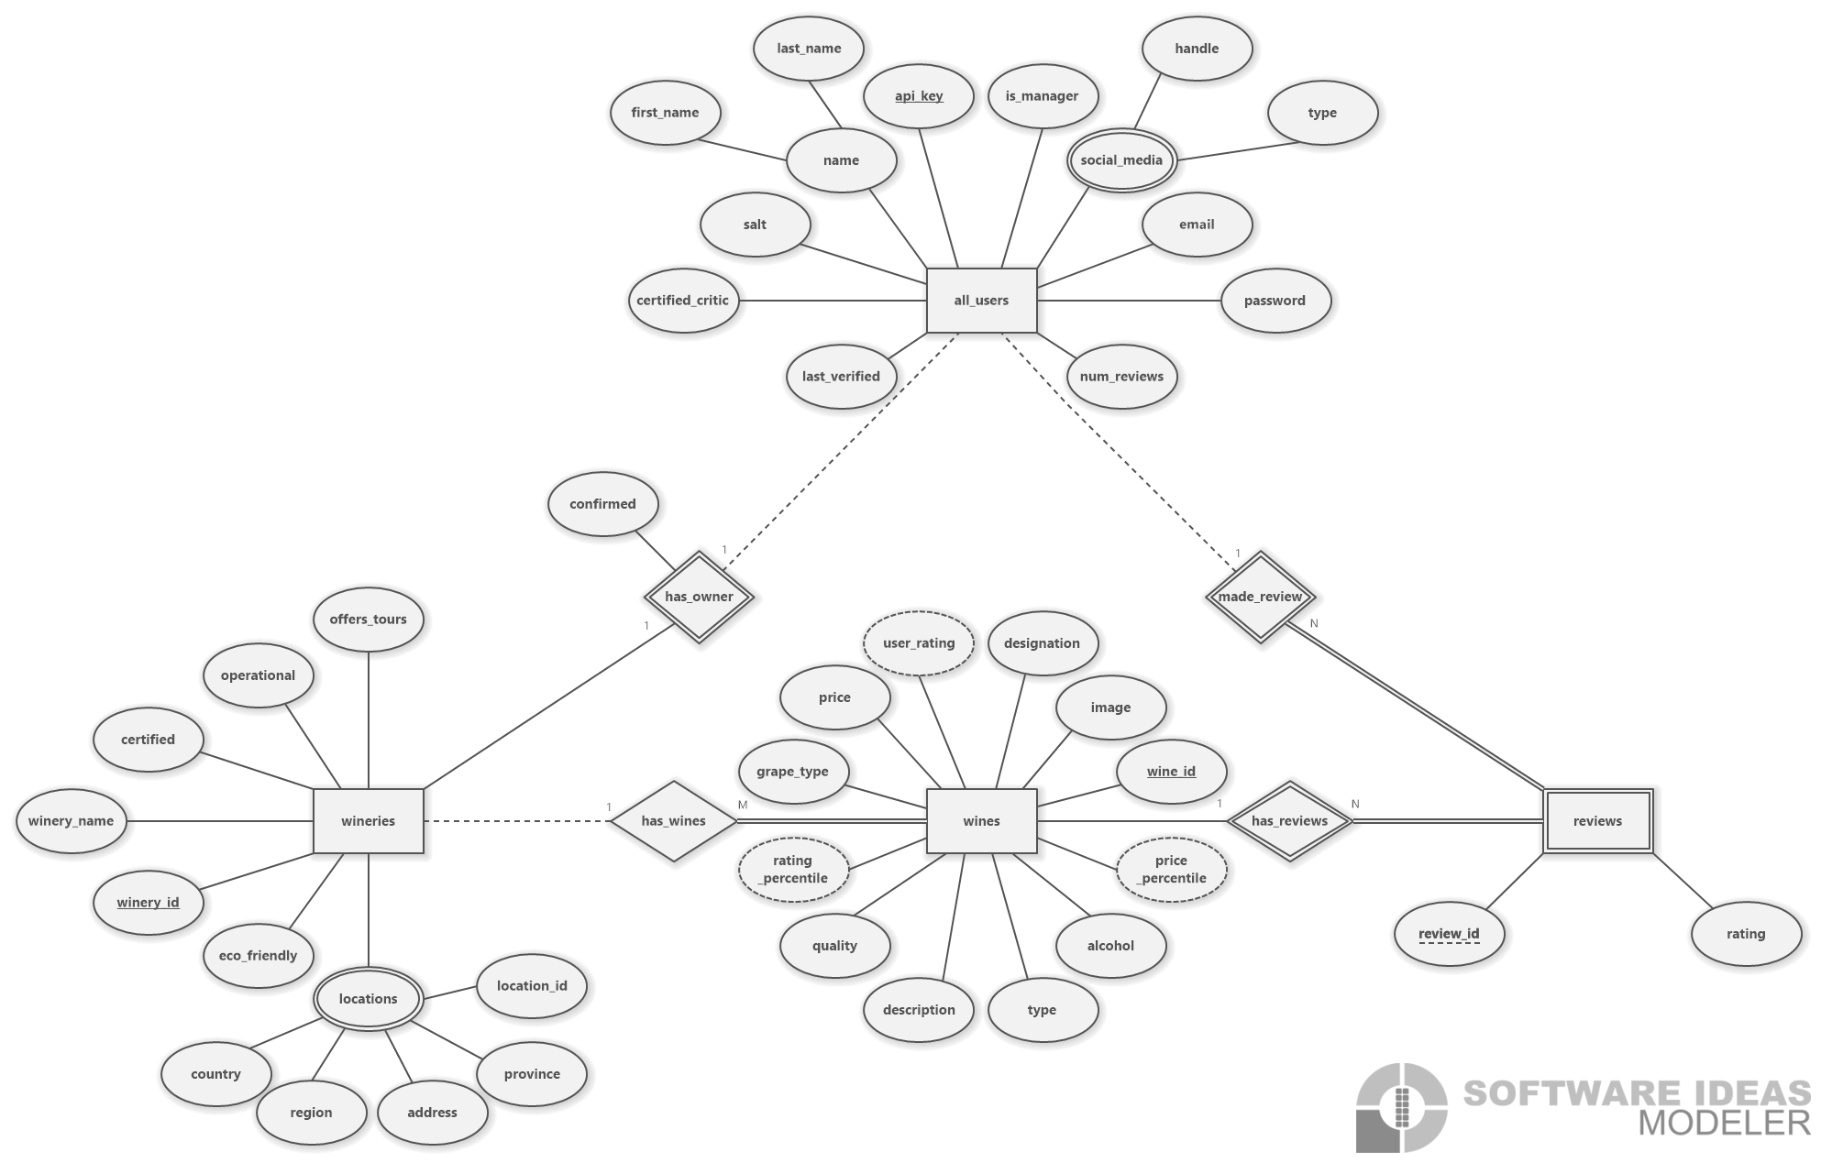 last_name
handle
first_name
api_key
is_manager
type
name
social_media
salt
email
certified_critic
all_users
password
last_verified
num_reviews
confirmed
1
1
has_owner
made_review
1
N
offers_tours
user_rating
designation
operational
price
image
certified
grape_type
wine_id
winery_name
wineries
1
has_wines
M
wines
1
has_reviews
N
reviews
rating
_percentile
price
_percentile
winery_id
quality
alcohol
review_id
rating
eco_friendly
locations
location_id
description
type
country
province
region
address
SOFTWARE IDEAS
MODELER